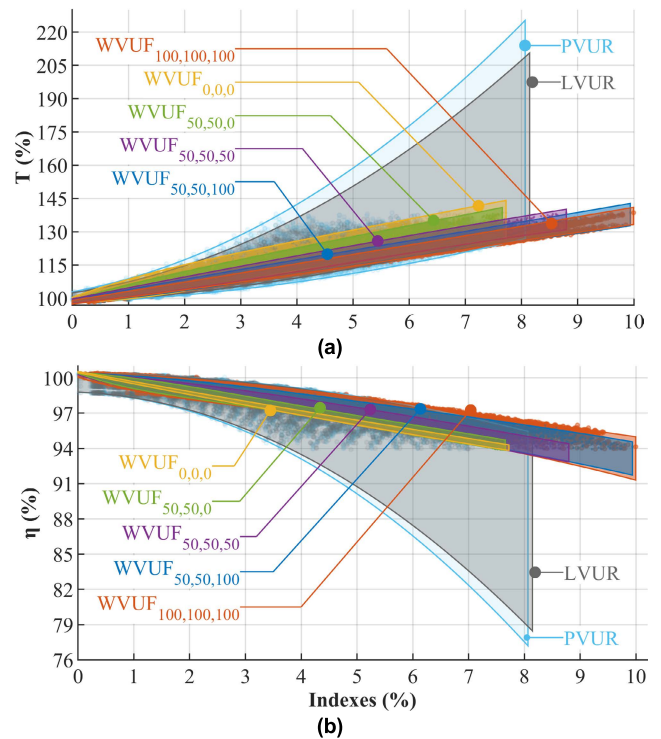 220
205
190
175
160
145
130
115
100
T (%)
WVUF100,100,100
WVUF0,0,0
WVUF50,50,0
WVUF50,50,50
WVUF50,50,100
PVUR
LVUR
0 1 2 3 4 5 6 7 8 9 10
(a)
100
97
94
91
88
85
82
79
76
η (%)
WVUF0,0,0
WVUF50,50,0
WVUF50,50,50
WVUF50,50,100
WVUF100,100,100
LVUR
PVUR
0 1 2 3 4 5 6 7 8 9 10
Indexes (%)
(b)